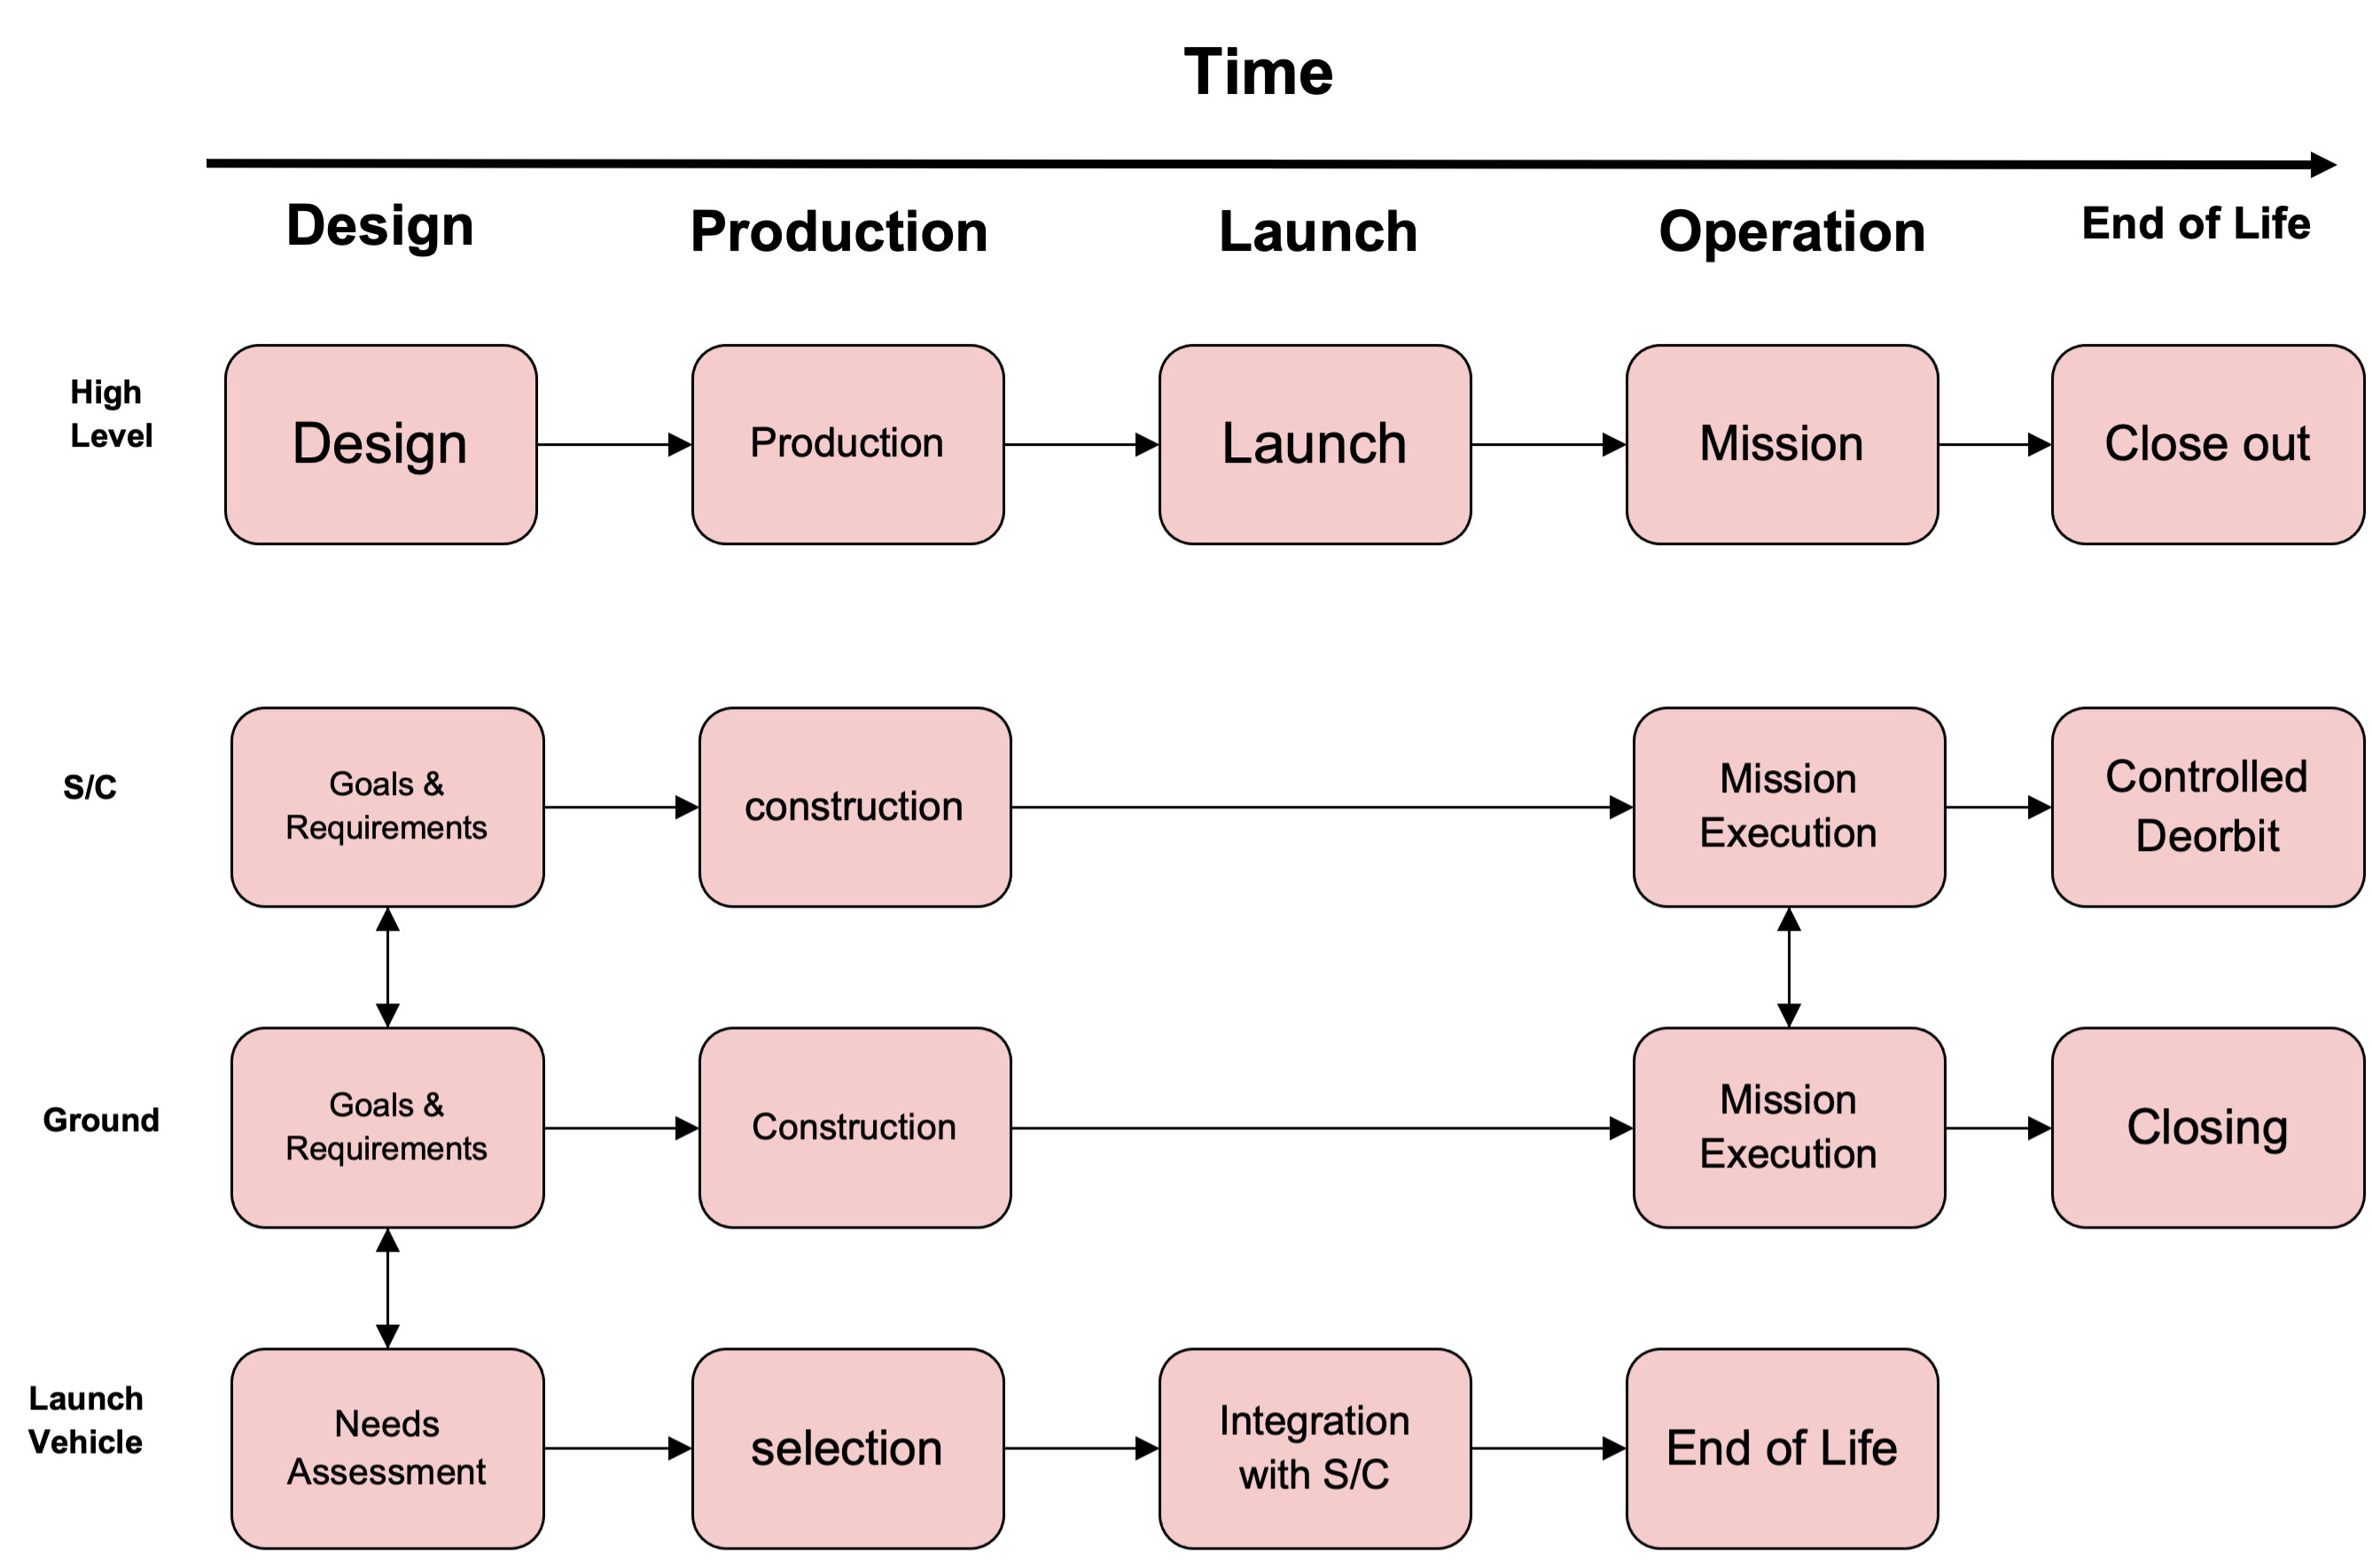 Time
Design
Production
Launch
Operation
End of Life
High
Level
Design
Production
Launch
Mission
Close out
S/C
Goals &
Requirements
construction
Mission
Execution
Controlled
Deorbit
Ground
Goals &
Requirements
Construction
Mission
Execution
Closing
Launch
Vehicle
Needs
Assessment
selection
Integration
with S/C
End of Life